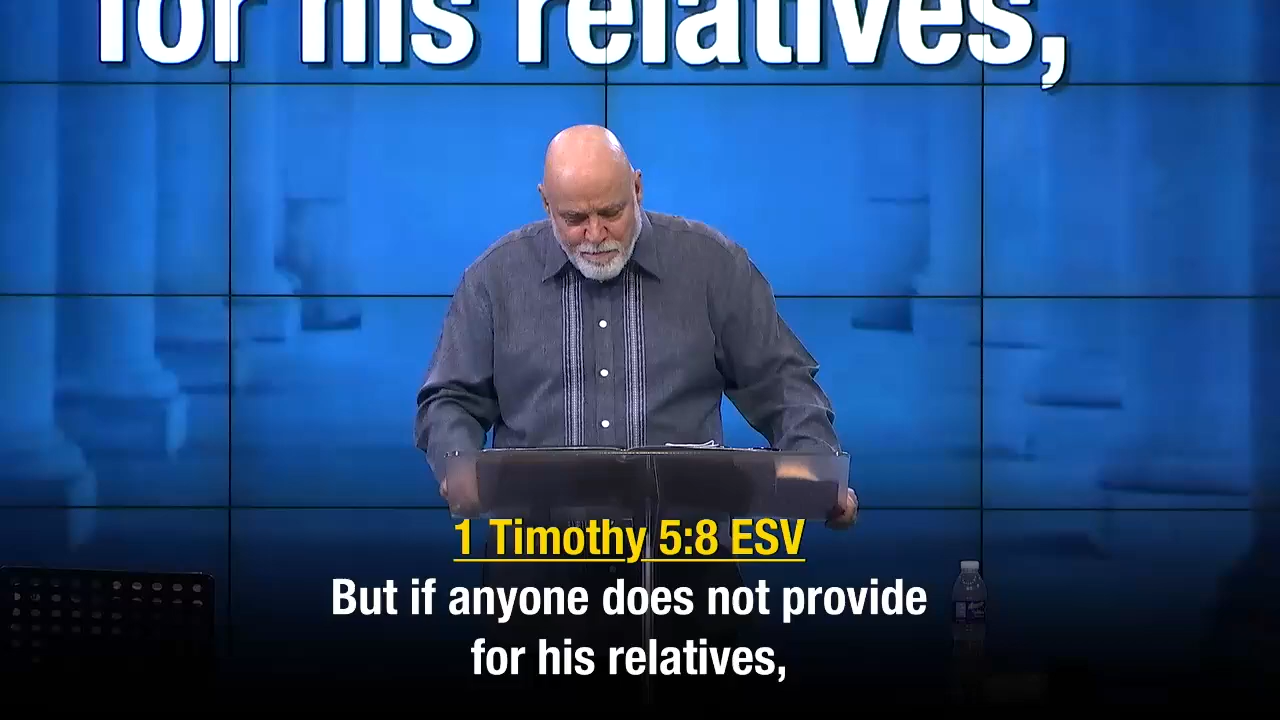 for his relatives,
1 Timothy 5:8 ESV
But if anyone does not provide
for his relatives,